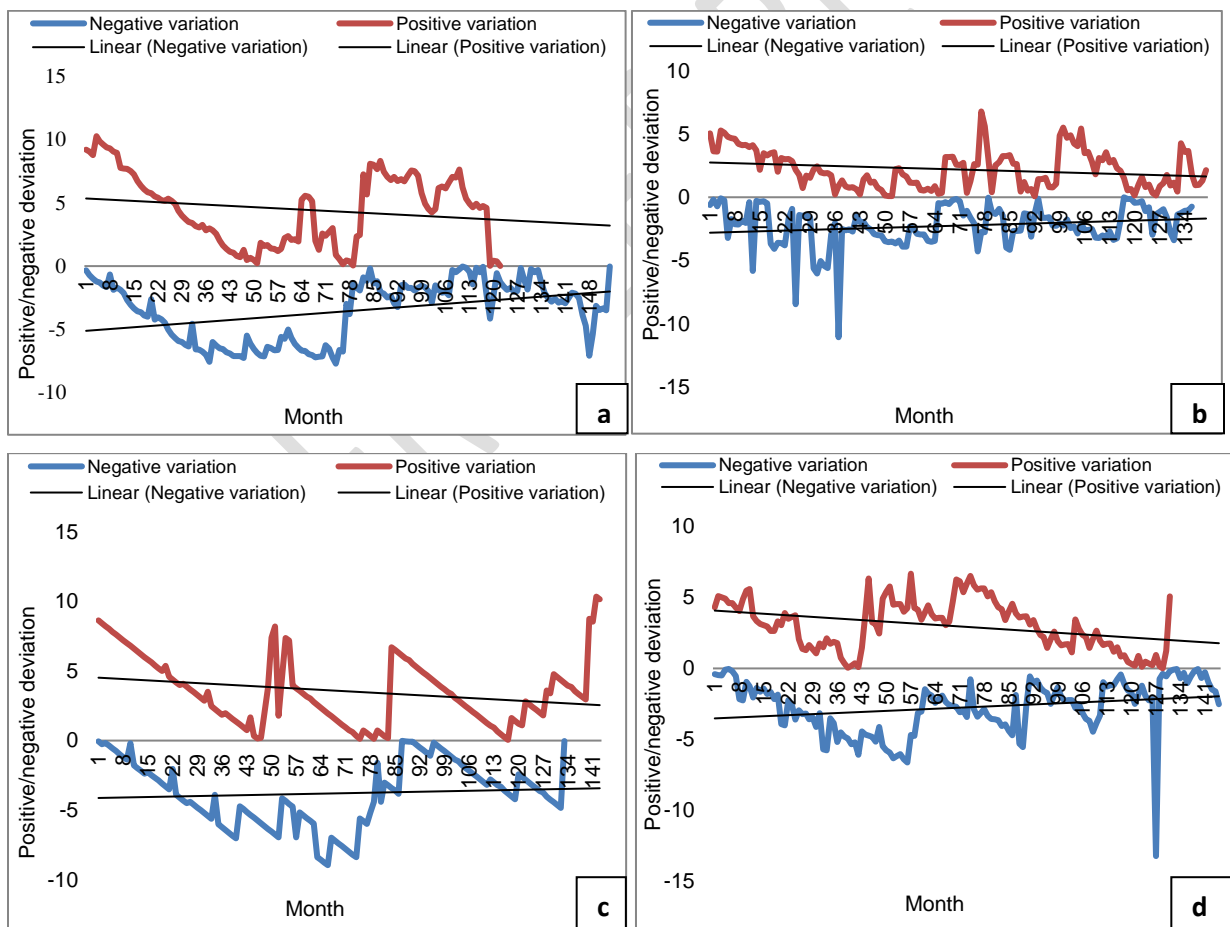 Negative variation Positive variation
Linear (Negative variation) Linear (Positive variation)
15
10
5
0
-5
-10
Positive/negative deviation
1 8 15 22 29 36 43 50 57 64 71 78 85 92 99 106 113 120 127 134 141 148
Month
a
Negative variation Positive variation
Linear (Negative variation) Linear (Positive variation)
10
5
0
-5
-10
-15
Positive/negative deviation
1 8 15 22 29 36 43 50 57 64 71 78 85 92 99 106 113 120 127 134
Month
b
Negative variation Positive variation
Linear (Negative variation) Linear (Positive variation)
15
10
5
0
-5
-10
Positive/negative deviation
1 8 15 22 29 36 43 50 57 64 71 78 85 92 99 106 113 120 127 134 141
Month
c
Negative variation Positive variation
Linear (Negative variation) Linear (Positive variation)
10
5
0
-5
-10
-15
Positive/negative deviation
1 8 15 22 29 36 43 50 57 64 71 78 85 92 99 106 113 120 127 134 141
Month
d